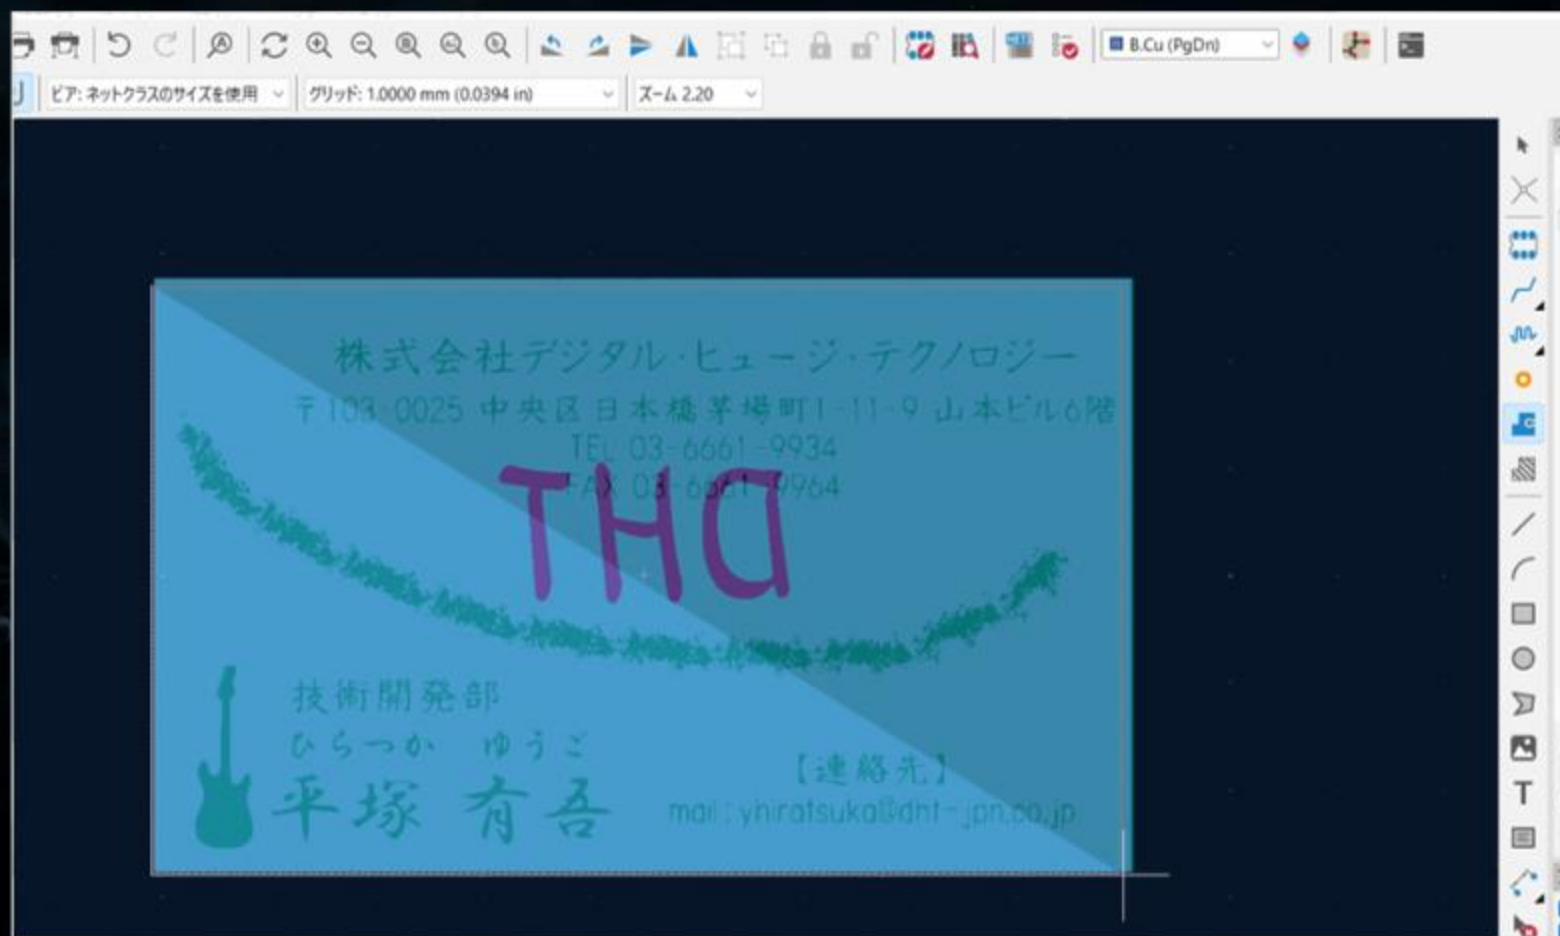 B.Cu (PgDn)
ビア: ネットクラスのサイズを使用
グリッド: 1.0000 mm (0.0394 in)
ズーム 2.20
株式会社デジタル・ヒュージ・テクノロジー
〒103-0025 中央区日本橋茅場町1-11-9 山本ビル6階
TEL 03-6661-9934
FAX 03-6661-9964
DHT
技術開発部
ひらつか ゆうご
平塚 有吾
【連絡先】
mail:yhiratsuka@dht-jpn.co.jp